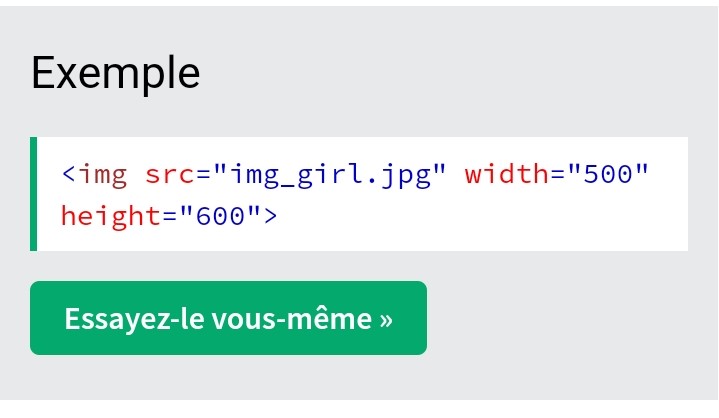 Exemple
<img src="img_girl.jpg" width="500"
height="600">
Essayez-le vous-même »